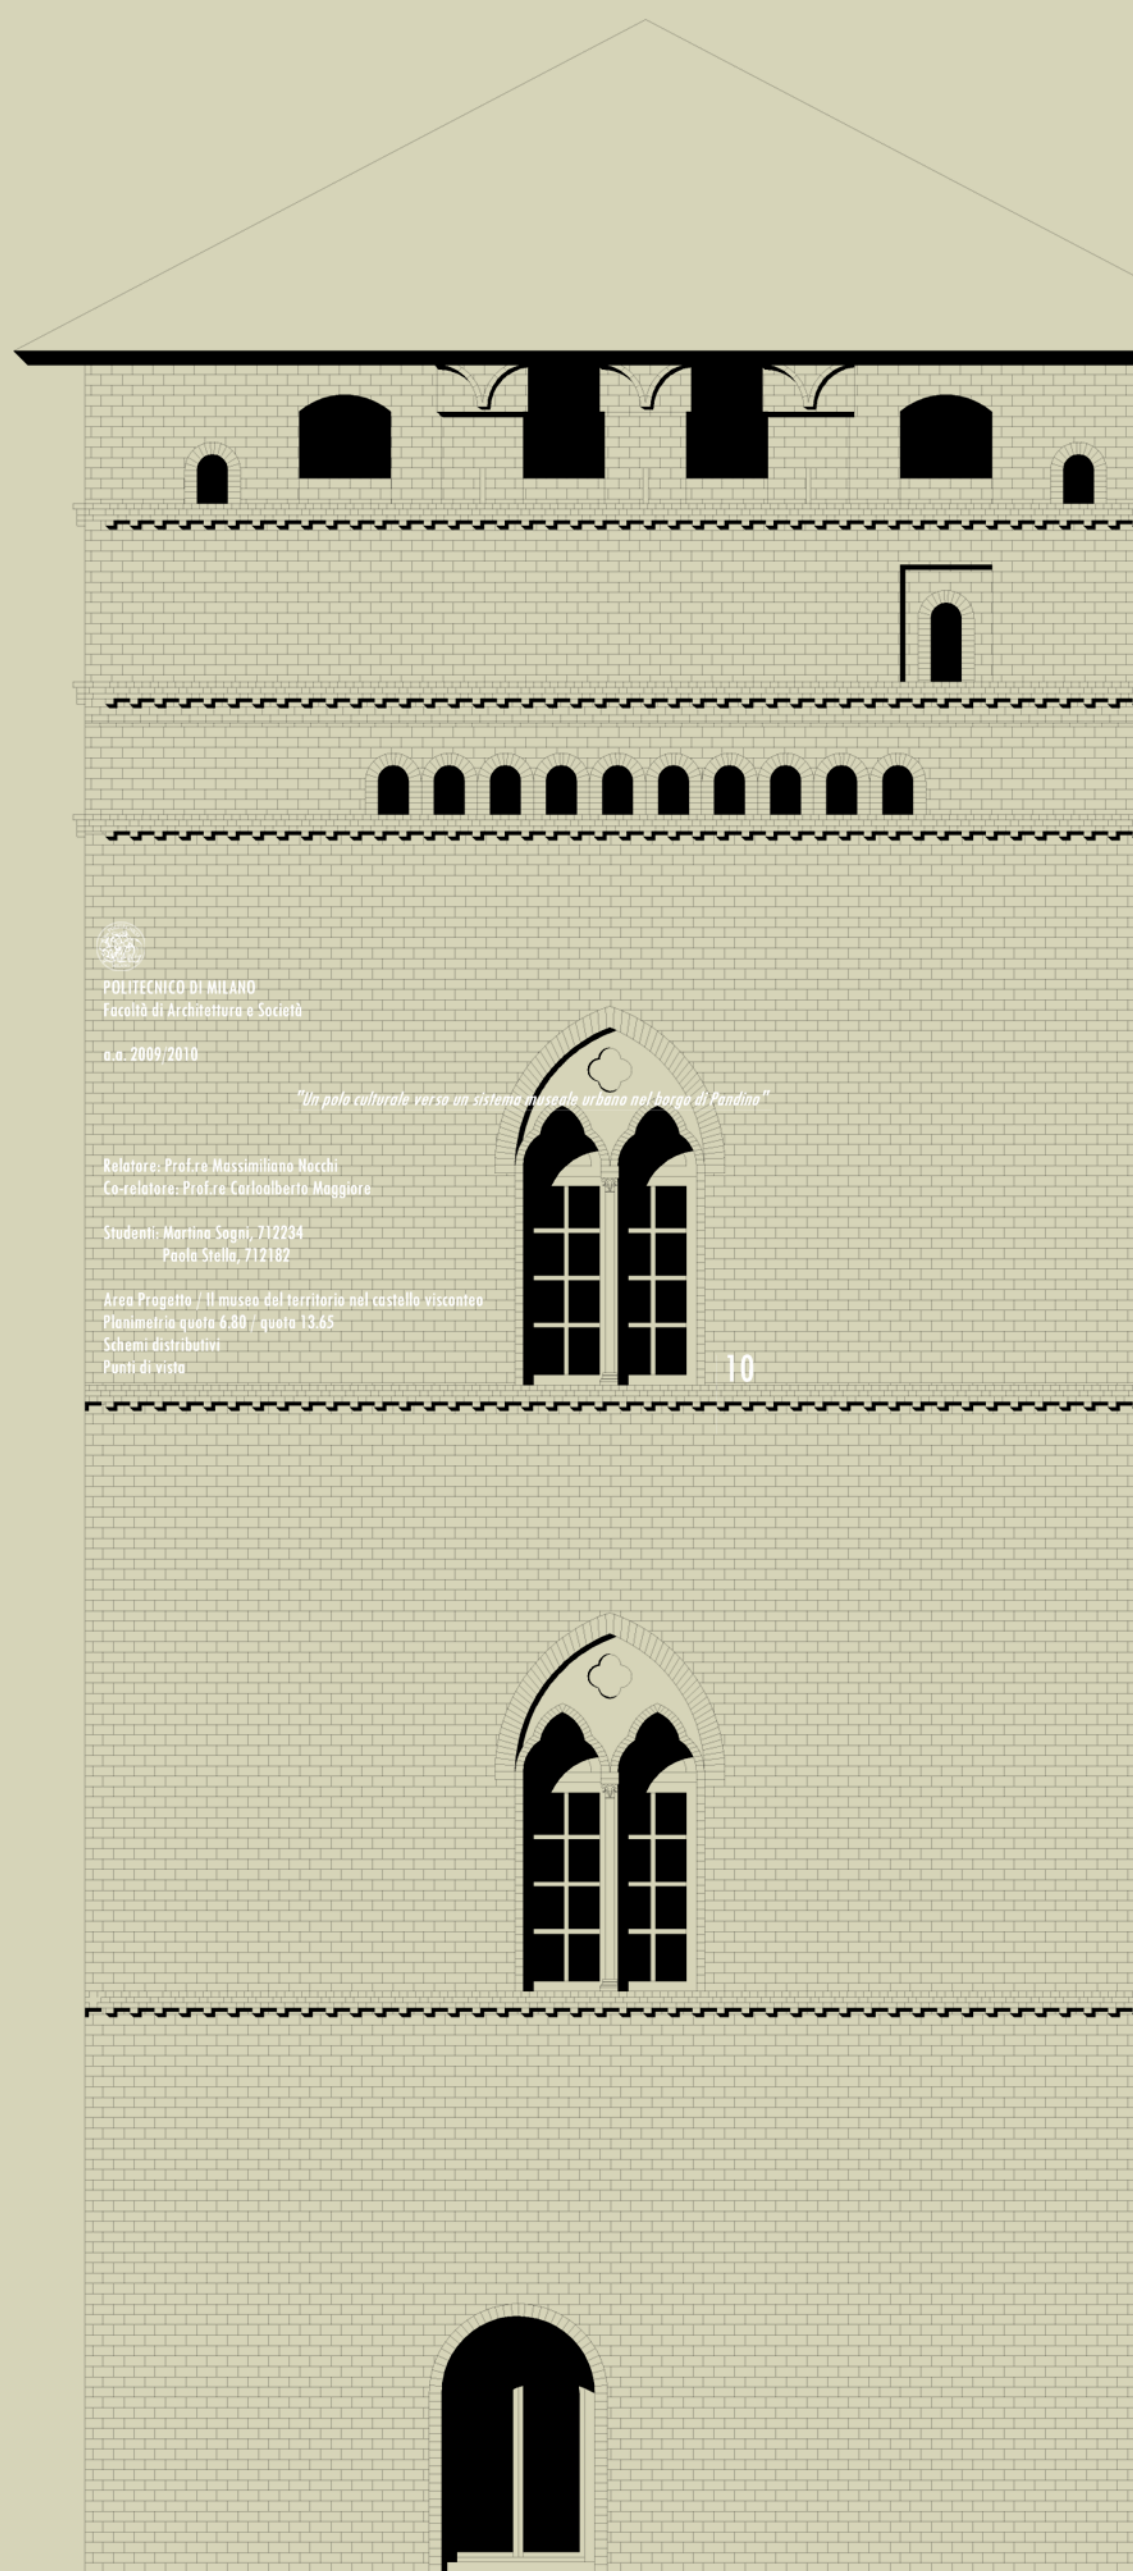 POLITECNICO DI MILANO
Facoltà di Architettura e Società
a.a. 2009/2010
"Un polo culturale verso un sistema museale urbano nel borgo di Pandino"
Relatore: Prof.re Massimiliano Nocchi
Co-relatore: Prof.re Carloalberto Maggiore
Studenti: Martina Sogni, 712234
Paola Stella, 712182
Area Progetto / Il museo del territorio nel castello visconteo
Planimetria quota 6.80 / quota 13.65
Schemi distributivi
Punti di vista
10